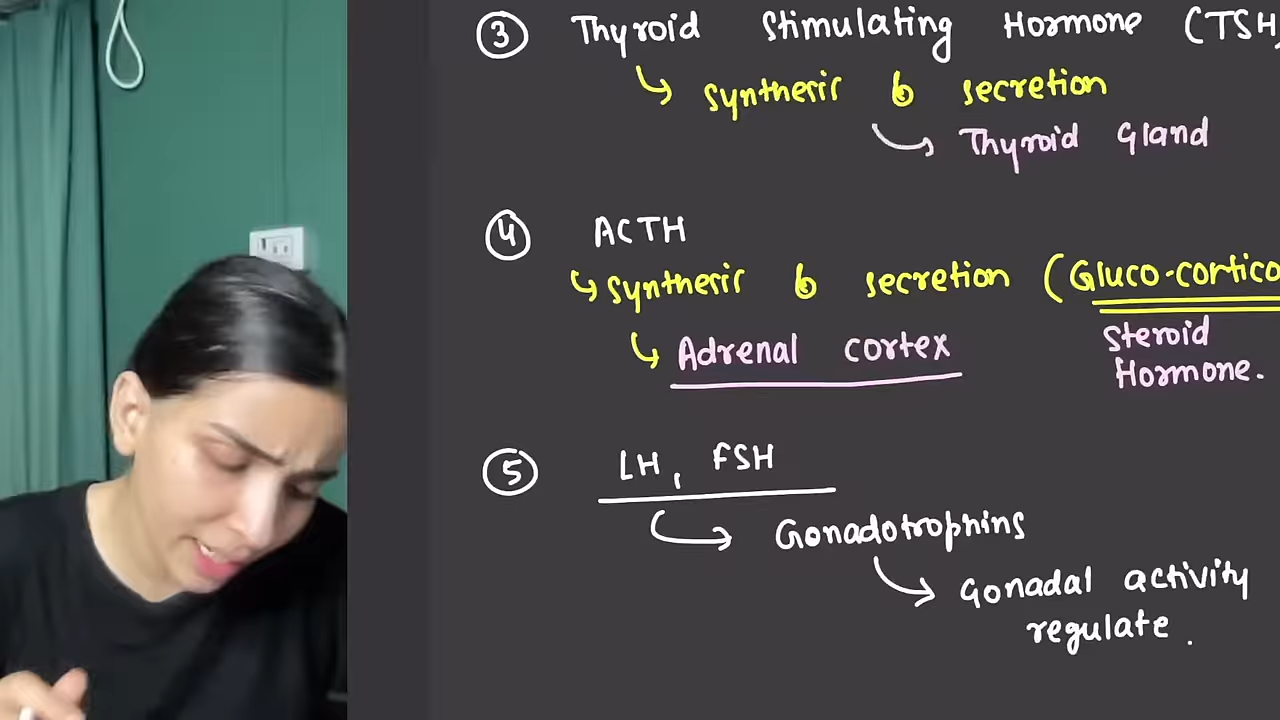 ③ Thyroid Stimulating Hormone (TSH
↳ Synthesis & secretion
→ Thyroid Gland
④ ACTH
↳ Synthesis & secretion (Gluco-cortico
↳ Adrenal cortex
Steroid
Hormone.
⑤ LH, FSH
→ Gonadotrophins
→ Gonadal activity
regulate.